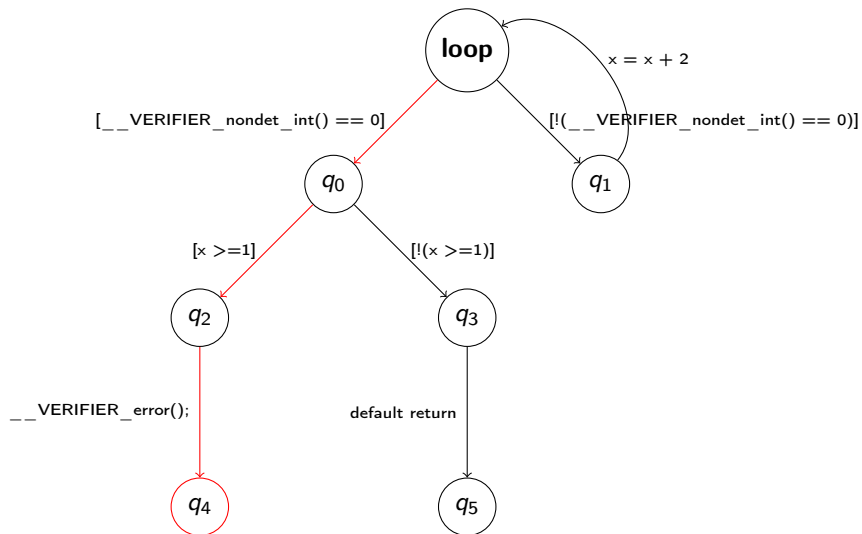 loop
x = x + 2
[__VERIFIER_nondet_int() == 0]
[!(__VERIFIER_nondet_int() == 0)]
q0
q1
[x >=1]
[!(x >=1)]
q2
q3
__VERIFIER_error();
default return
q4
q5